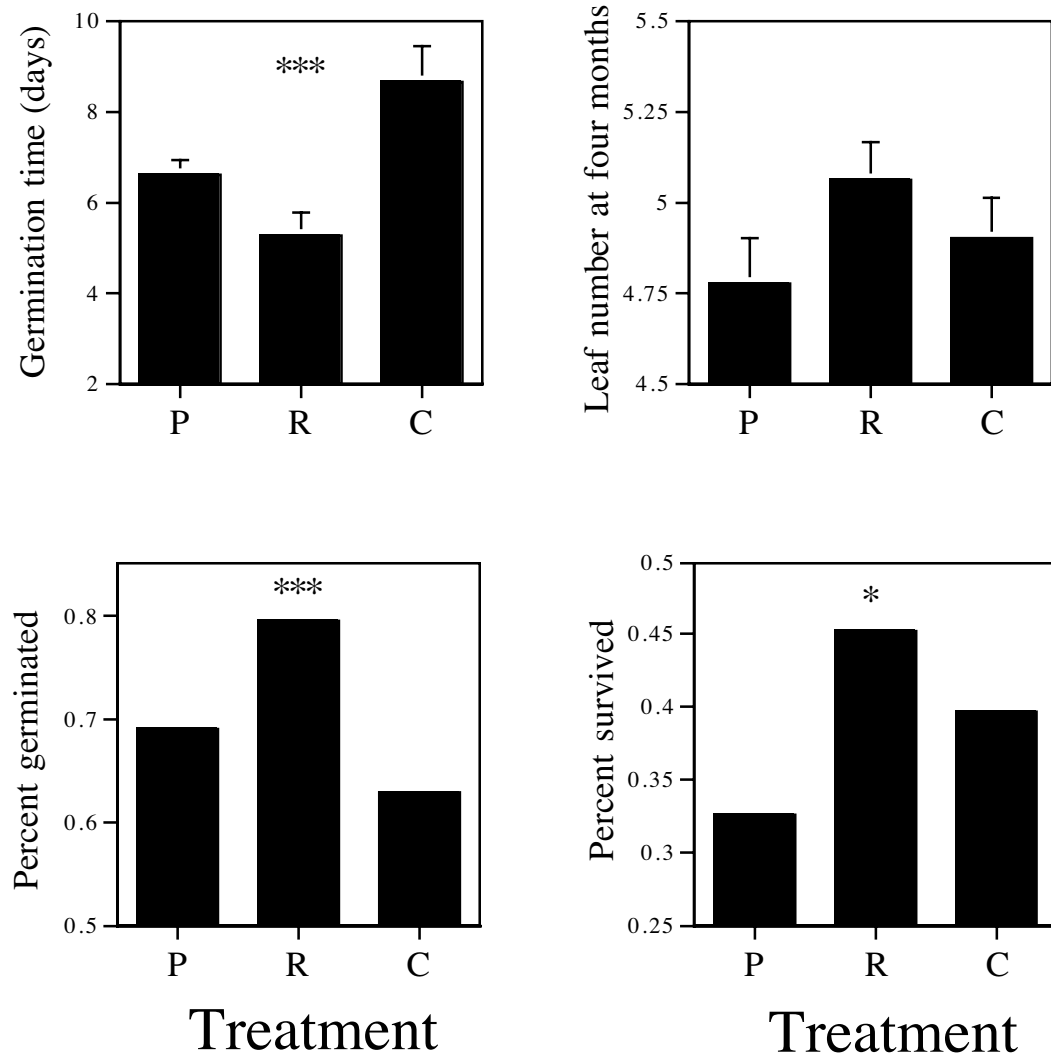 Germination time (days)
10
8
6
4
2
***
P R C
Leaf number at four months
5.5
5.25
5
4.75
4.5
P R C
Percent germinated
0.8
0.7
0.6
0.5
***
P R C
Treatment
Percent survived
0.5
0.45
0.4
0.35
0.3
0.25
*
P R C
Treatment